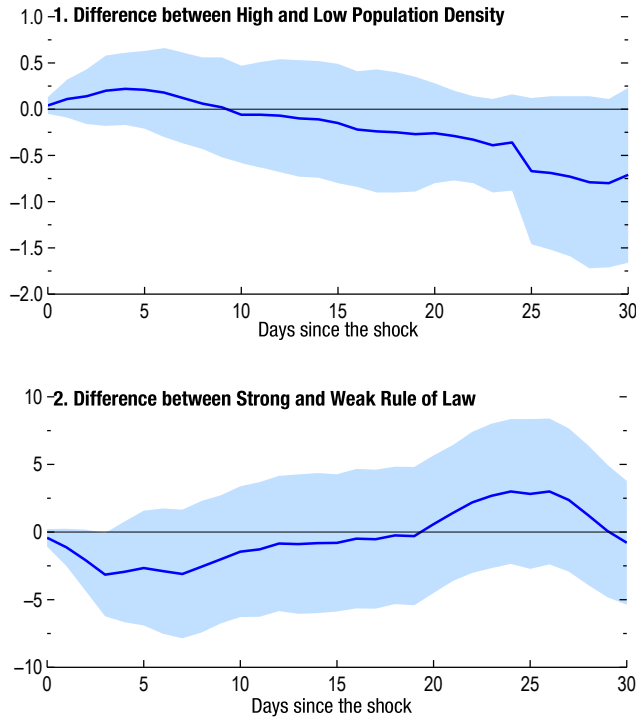 1. Difference between High and Low Population Density
1.0
0.5
0.0
–0.5
–1.0
–1.5
–2.0
0 5 10 15 20 25 30
Days since the shock
2. Difference between Strong and Weak Rule of Law
10
5
0
–5
–10
0 5 10 15 20 25 30
Days since the shock